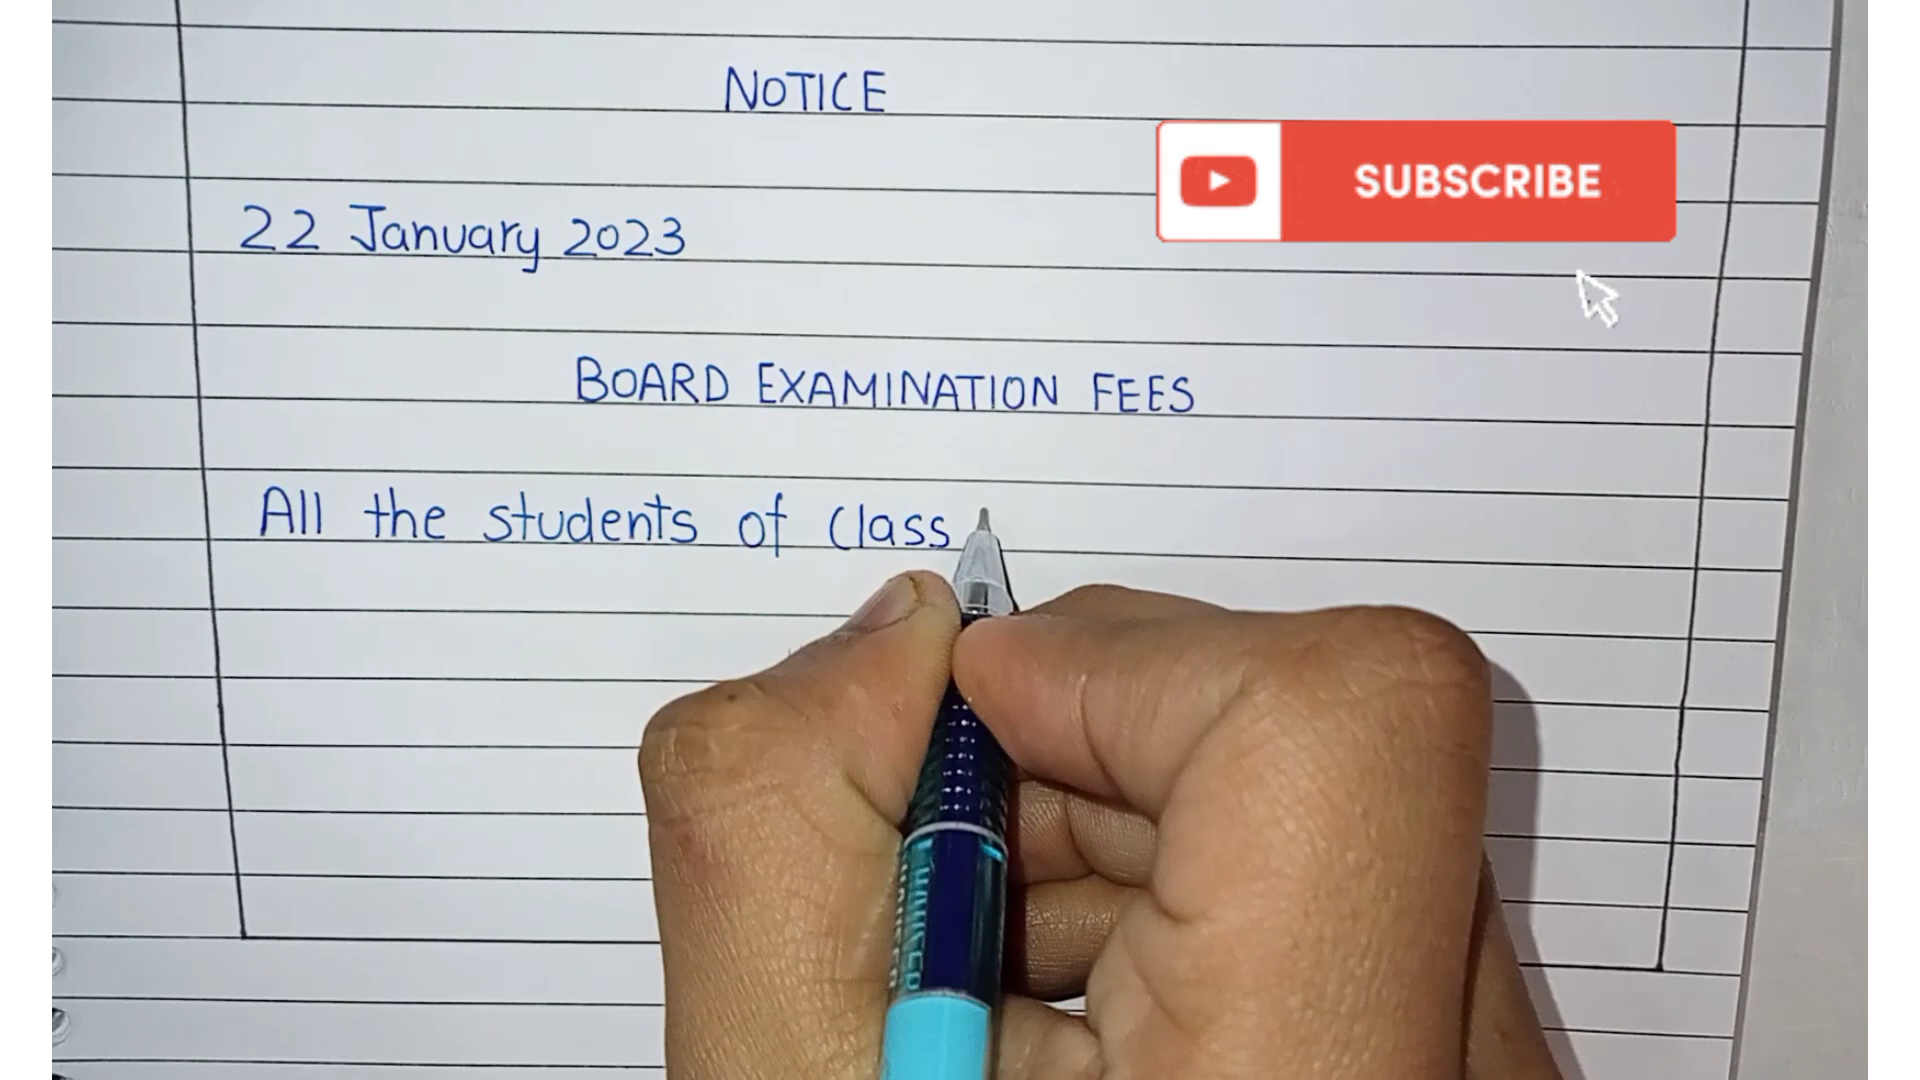 NOTICE
SUBSCRIBE
22 January 2023
BOARD EXAMINATION FEES
All the students of class